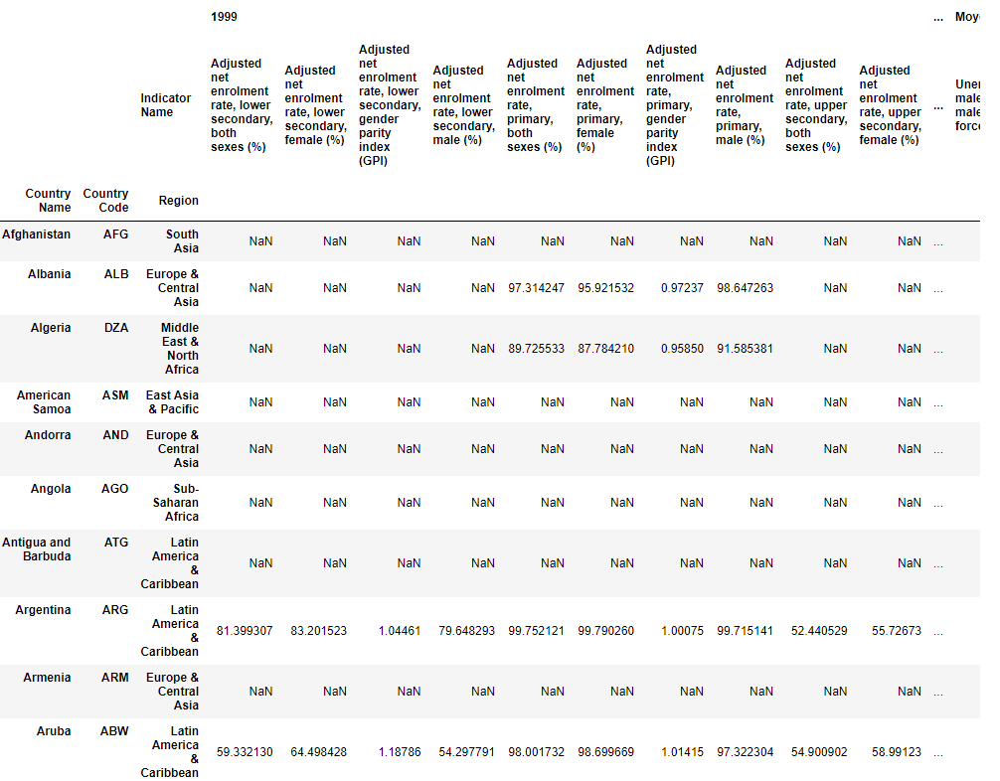 1999 ... Moy
Indicator Name Adjusted net enrolment rate, lower secondary, both sexes (%) Adjusted net enrolment rate, lower secondary, female (%) Adjusted net enrolment rate, lower secondary, gender parity index (GPI) Adjusted net enrolment rate, lower secondary, male (%) Adjusted net enrolment rate, primary, both sexes (%) Adjusted net enrolment rate, primary, female (%) Adjusted net enrolment rate, primary, gender parity index (GPI) Adjusted net enrolment rate, primary, male (%) Adjusted net enrolment rate, upper secondary, both sexes (%) Adjusted net enrolment rate, upper secondary, female (%) ... Une male force
Country Name Country Code Region
Afghanistan AFG South Asia NaN NaN NaN NaN NaN NaN NaN NaN NaN NaN ...
Albania ALB Europe & Central Asia NaN NaN NaN NaN 97.314247 95.921532 0.97237 98.647263 NaN NaN ...
Algeria DZA Middle East & North Africa NaN NaN NaN NaN 89.725533 87.784210 0.95850 91.585381 NaN NaN ...
American Samoa ASM East Asia & Pacific NaN NaN NaN NaN NaN NaN NaN NaN NaN NaN ...
Andorra AND Europe & Central Asia NaN NaN NaN NaN NaN NaN NaN NaN NaN NaN ...
Angola AGO Sub-Saharan Africa NaN NaN NaN NaN NaN NaN NaN NaN NaN NaN ...
Antigua and Barbuda ATG Latin America & Caribbean NaN NaN NaN NaN NaN NaN NaN NaN NaN NaN ...
Argentina ARG Latin America & Caribbean 81.399307 83.201523 1.04461 79.648293 99.752121 99.790260 1.00075 99.715141 52.440529 55.72673 ...
Armenia ARM Europe & Central Asia NaN NaN NaN NaN NaN NaN NaN NaN NaN NaN ...
Aruba ABW Latin America & Caribbean 59.332130 64.498428 1.18786 54.297791 98.001732 98.699669 1.01415 97.322304 54.900902 58.99123 ...